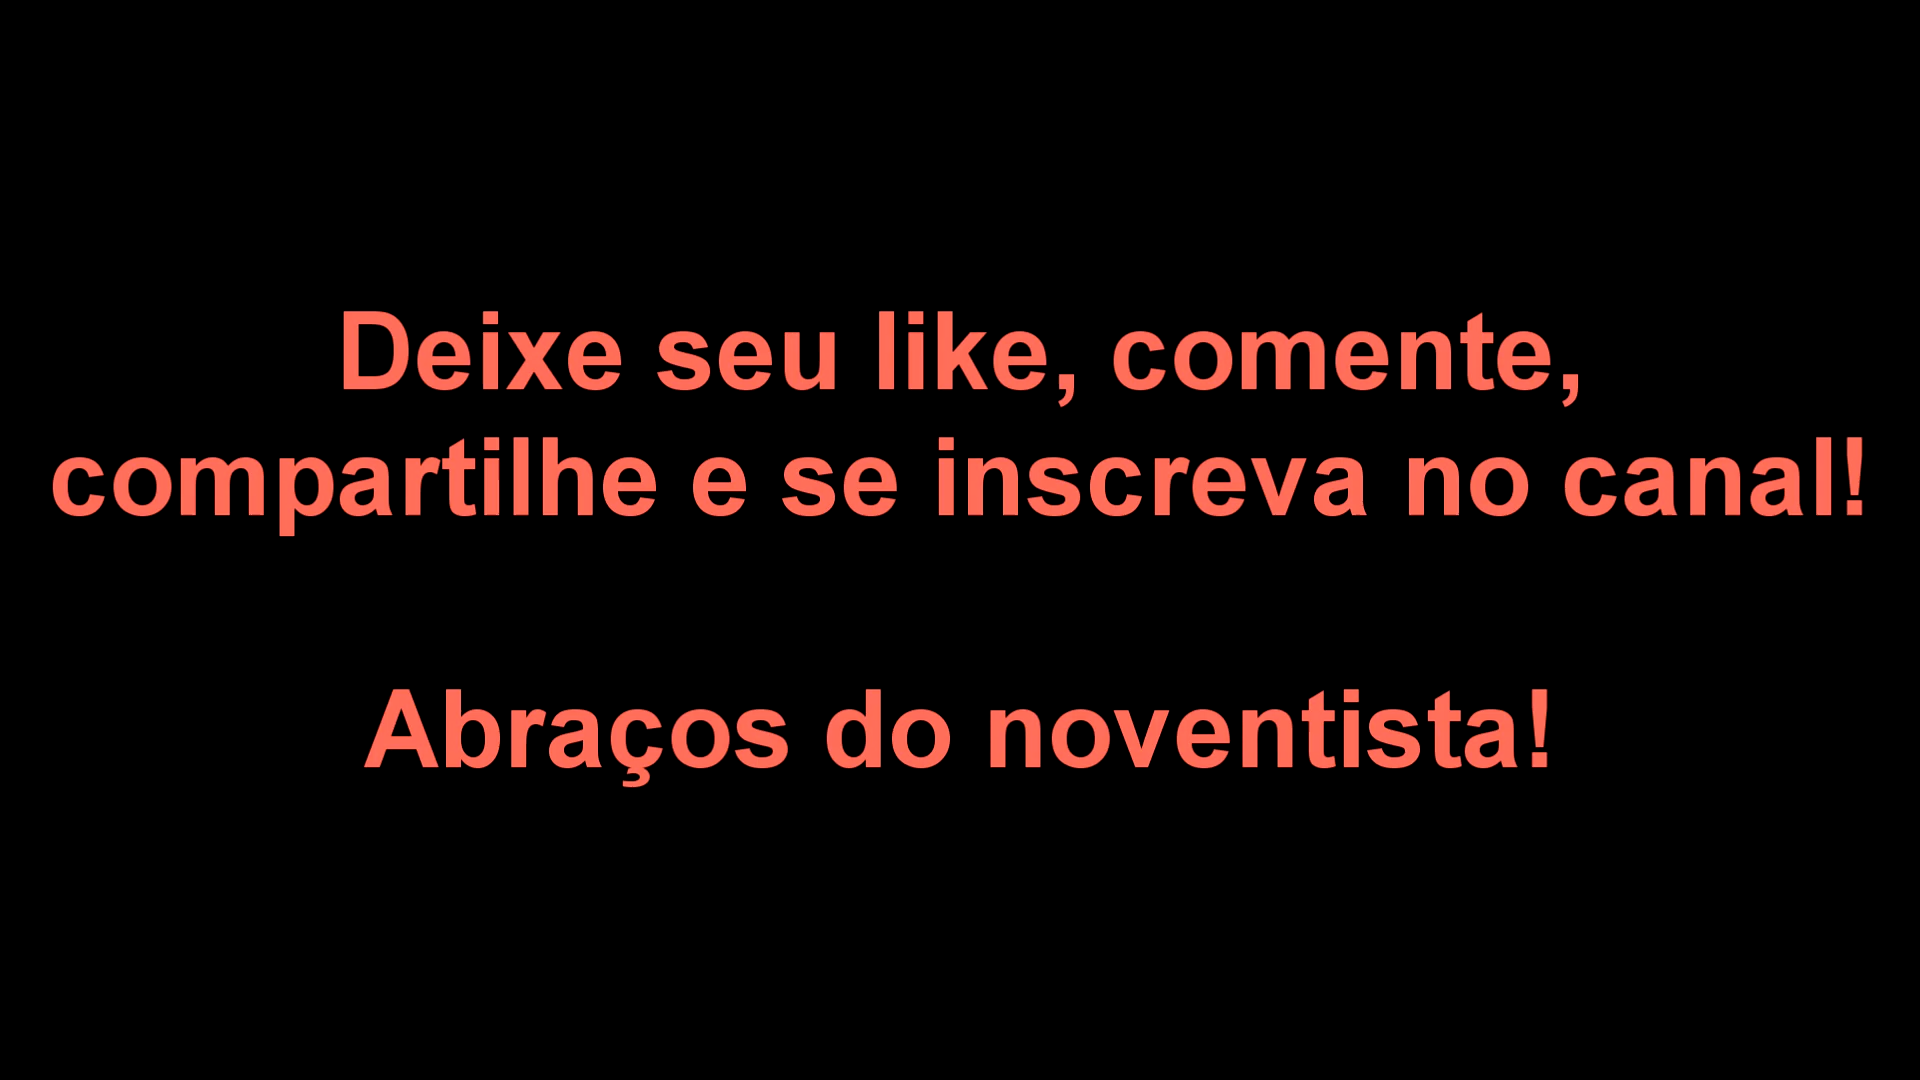 Deixe seu like, comente,
compartilhe e se inscreva no canal!
Abraços do noventista!